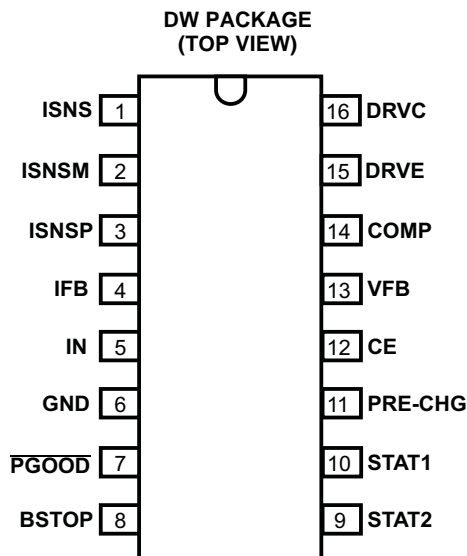 DW PACKAGE
(TOP VIEW)
ISNS 1 16 DRVC
ISNSM 2 15 DRVE
ISNSP 3 14 COMP
IFB 4 13 VFB
IN 5 12 CE
GND 6 11 PRE-CHG
PGOOD 7 10 STAT1
BSTOP 8 9 STAT2